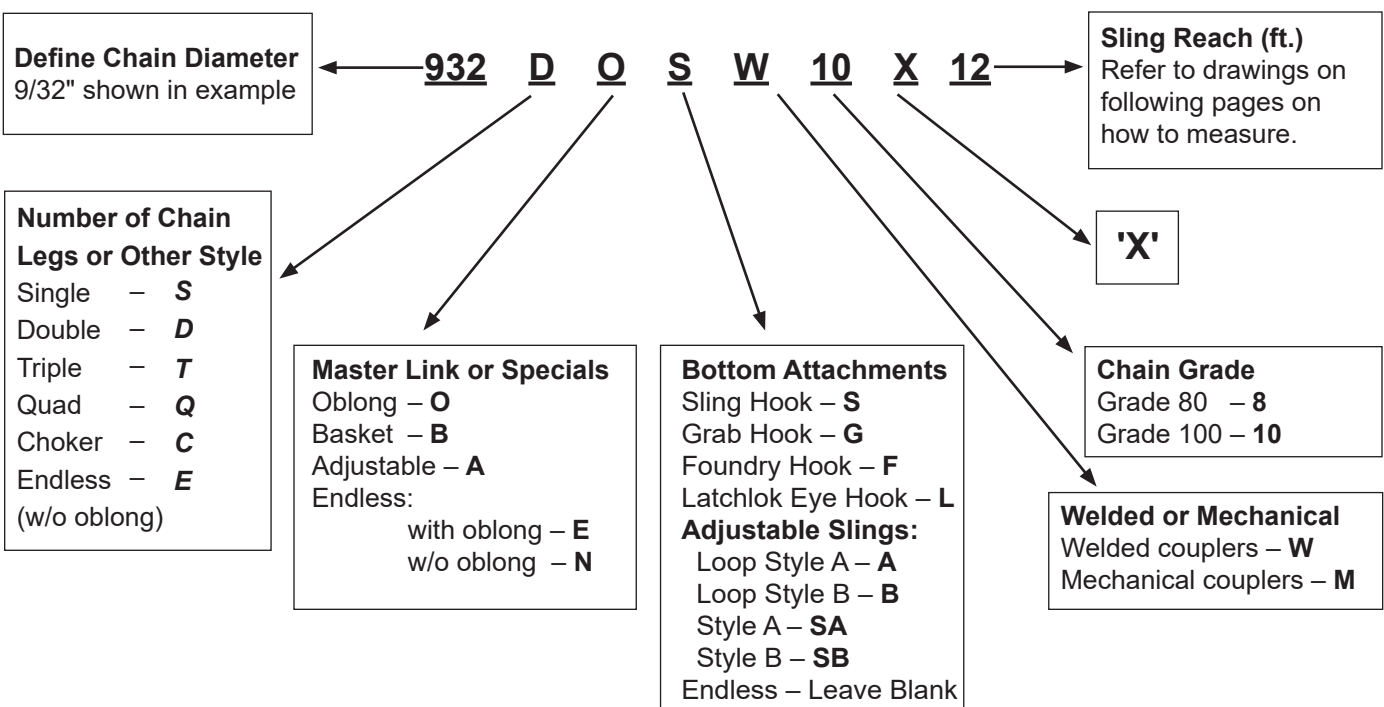 932 D O S W 10 X 12
Define Chain Diameter
9/32" shown in example
Sling Reach (ft.)
Refer to drawings on
following pages on
how to measure.
Number of Chain
Legs or Other Style
Single – S
Double – D
Triple – T
Quad – Q
Choker – C
Endless – E
(w/o oblong)
Master Link or Specials
Oblong – O
Basket – B
Adjustable – A
Endless:
with oblong – E
w/o oblong – N
Bottom Attachments
Sling Hook – S
Grab Hook – G
Foundry Hook – F
Latchlok Eye Hook – L
Adjustable Slings:
Loop Style A – A
Loop Style B – B
Style A – SA
Style B – SB
Endless – Leave Blank
'X'
Chain Grade
Grade 80 – 8
Grade 100 – 10
Welded or Mechanical
Welded couplers – W
Mechanical couplers – M